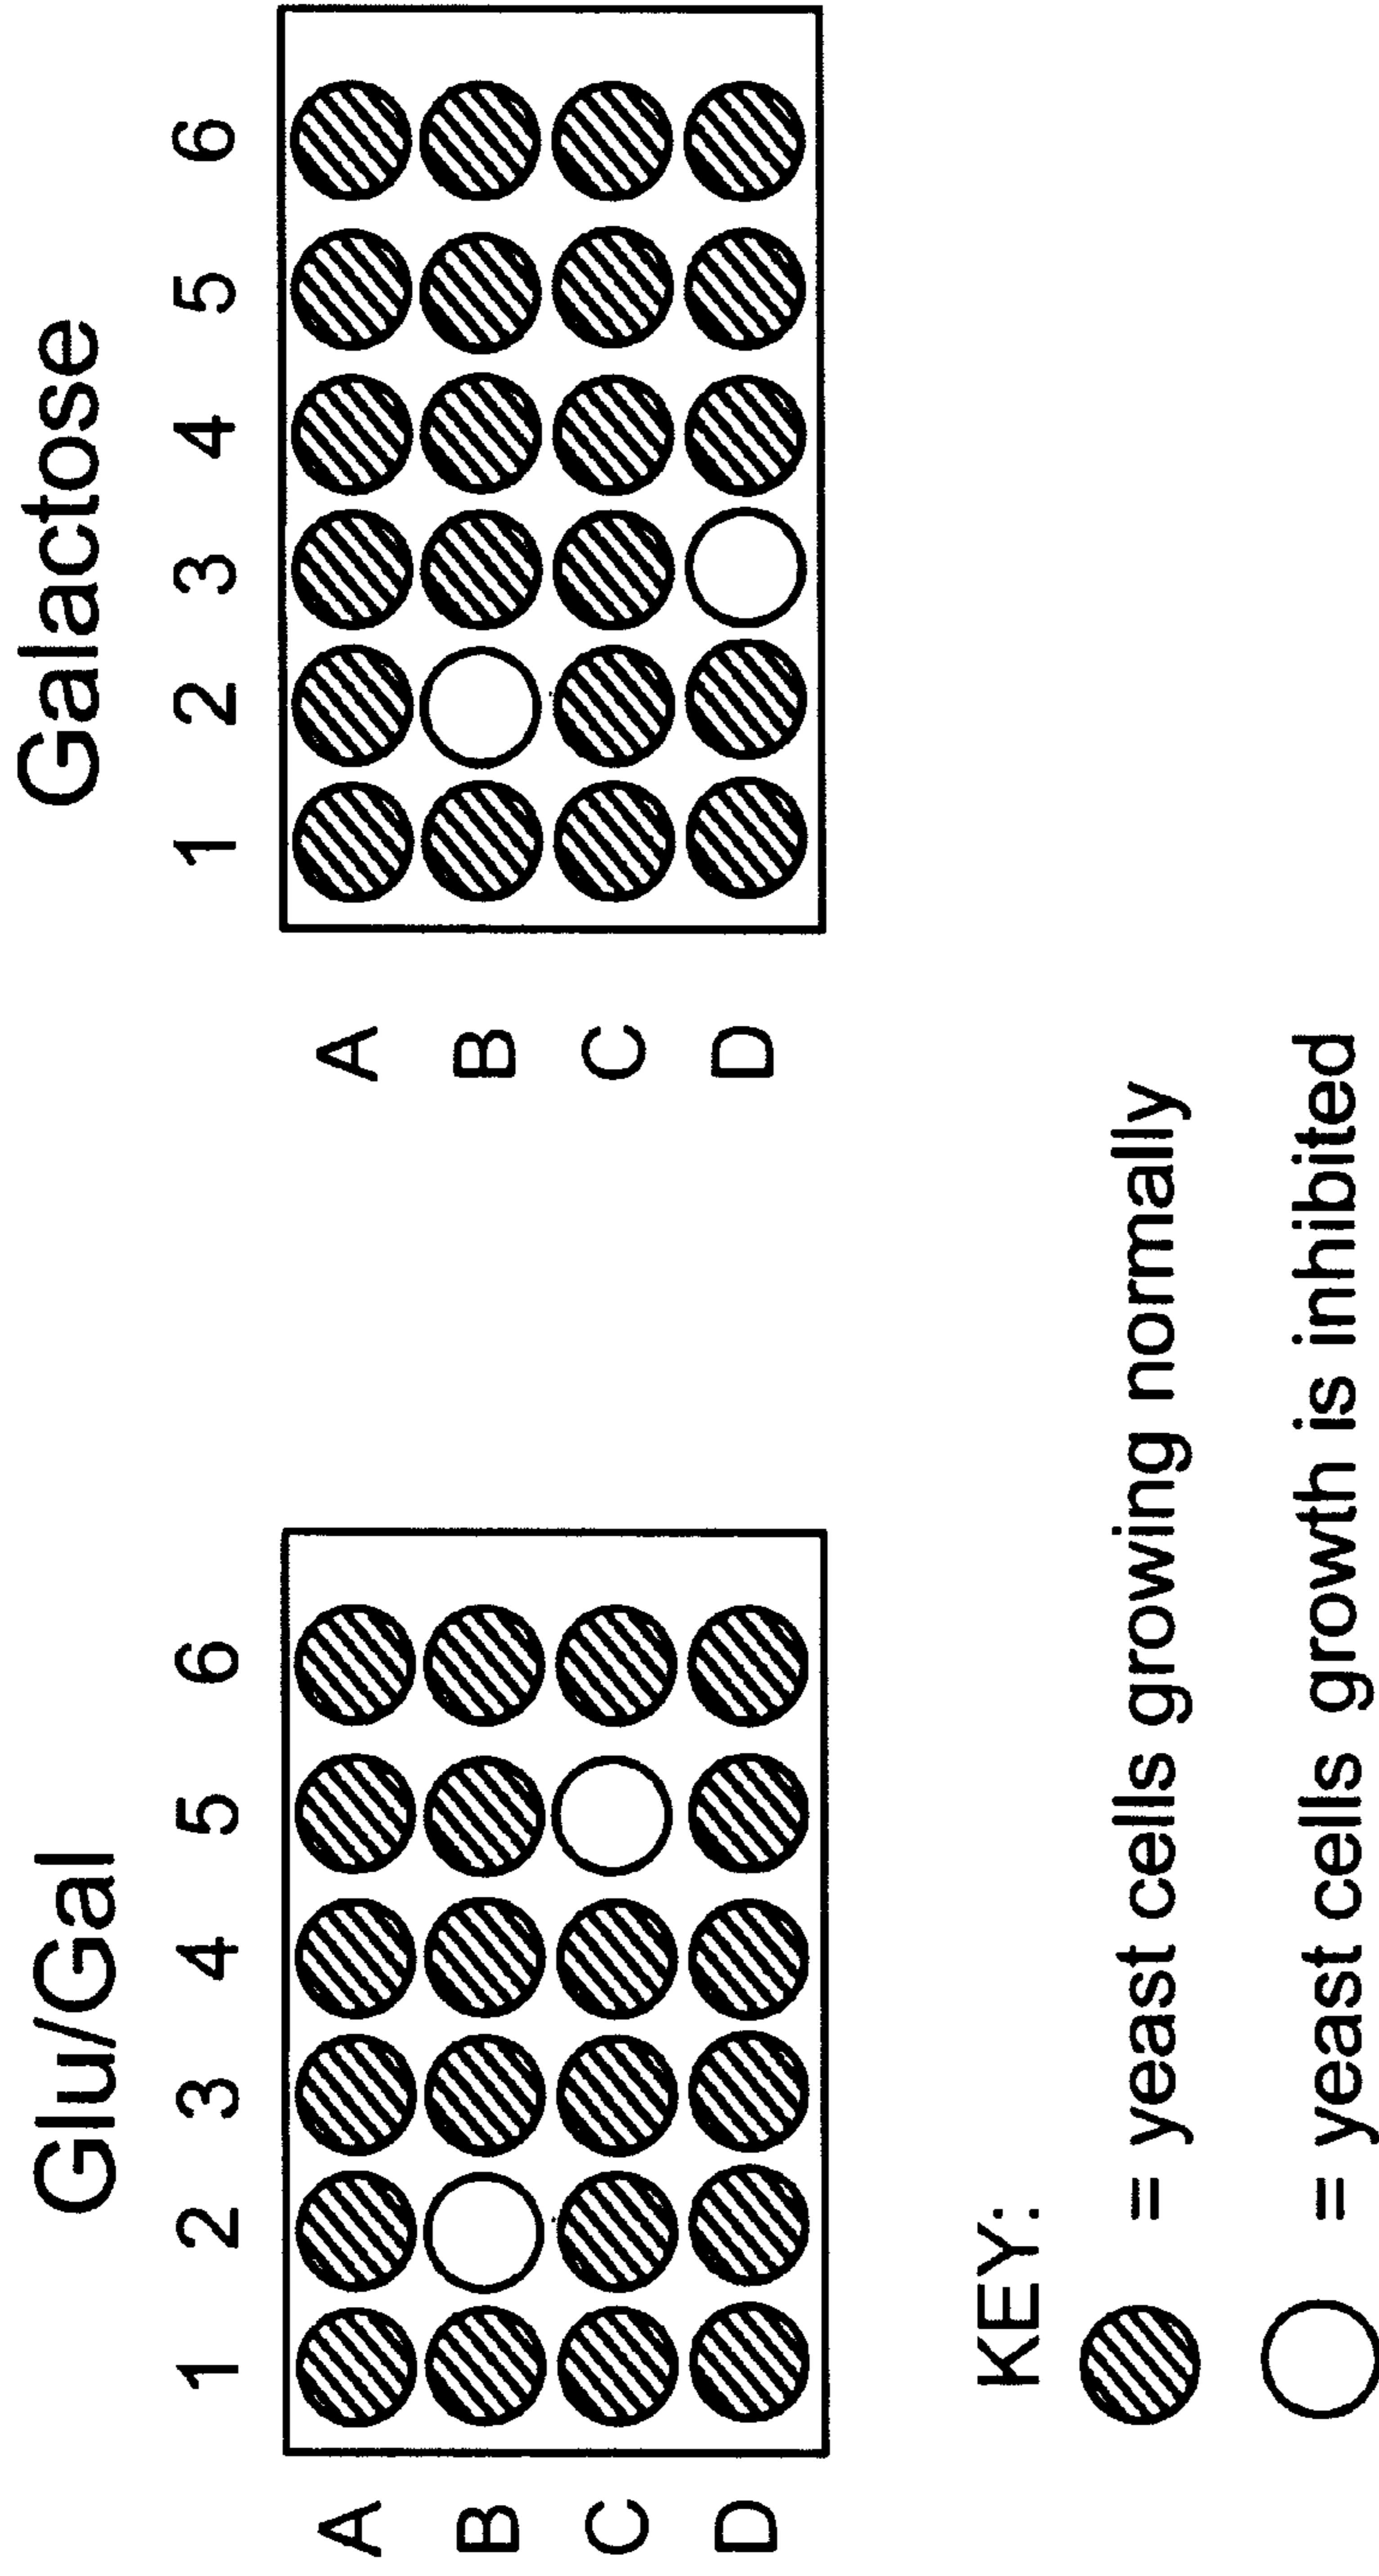 Glu/Gal
1 2 3 4 5 6
A
B
C
D
Galactose
1 2 3 4 5 6
A
B
C
D
KEY:
= yeast cells growing normally
= yeast cells growth is inhibited